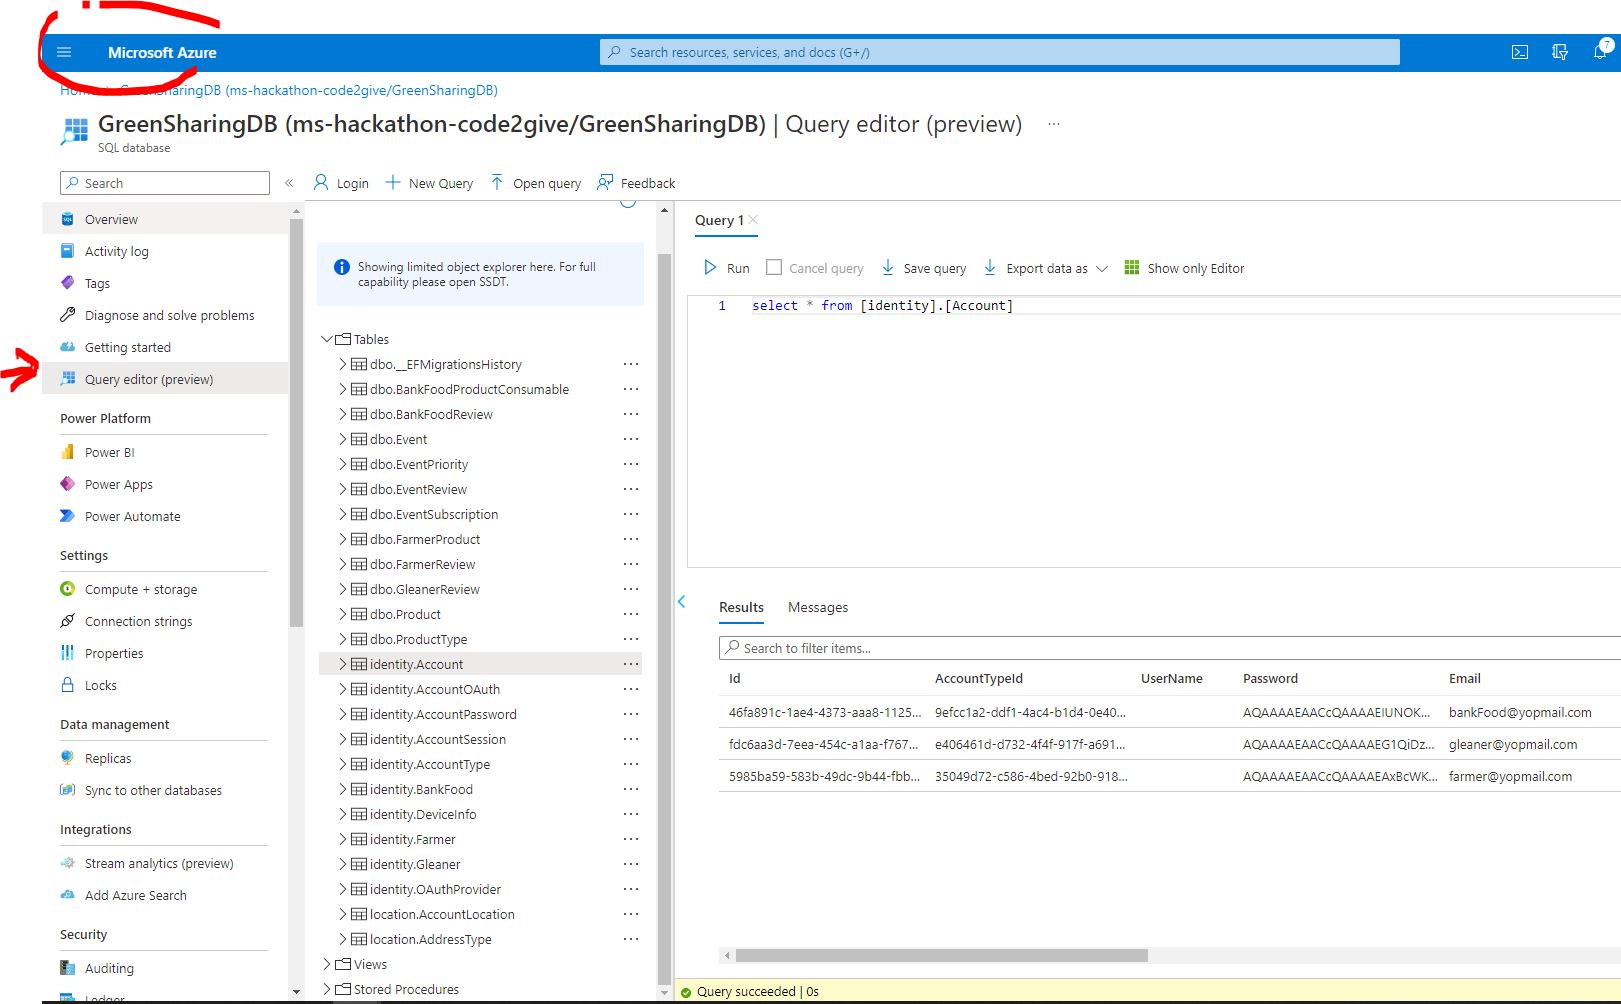 Microsoft Azure
Search resources, services, and docs (G+/)
7
GreenSharingDB (ms-hackathon-code2give/GreenSharingDB)
GreenSharingDB (ms-hackathon-code2give/GreenSharingDB) | Query editor (preview) ...
SQL database
Search
«
Login
New Query
Open query
Feedback
Overview
Activity log
Tags
Diagnose and solve problems
Getting started
Query editor (preview)
Power Platform
Power BI
Power Apps
Power Automate
Settings
Compute + storage
Connection strings
Properties
Locks
Data management
Replicas
Sync to other databases
Integrations
Stream analytics (preview)
Add Azure Search
Security
Auditing
Ledger
Showing limited object explorer here. For full
capability please open SSDT.
Tables
dbo.__EFMigrationsHistory ...
dbo.BankFoodProductConsumable ...
dbo.BankFoodReview ...
dbo.Event ...
dbo.EventPriority ...
dbo.EventReview ...
dbo.EventSubscription ...
dbo.FarmerProduct ...
dbo.FarmerReview ...
dbo.GleanerReview ...
dbo.Product ...
dbo.ProductType ...
identity.Account ...
identity.AccountOAuth ...
identity.AccountPassword ...
identity.AccountSession ...
identity.AccountType ...
identity.BankFood ...
identity.DeviceInfo ...
identity.Farmer ...
identity.Gleaner ...
identity.OAuthProvider ...
location.AccountLocation ...
location.AddressType ...
Views
Stored Procedures
Query 1
Run
Cancel query
Save query
Export data as
Show only Editor
1 select * from [identity].[Account]
Results Messages
Search to filter items...
Id AccountTypeId UserName Password Email
46fa891c-1ae4-4373-aaa8-1125... 9efcc1a2-ddf1-4ac4-b1d4-0e40... AQAAAAEAACcQAAAAEIUNOK... bankFood@yopmail.com
fdc6aa3d-7eea-454c-a1aa-f767... e406461d-d732-4f4f-917f-a691... AQAAAAEAACcQAAAAEG1QiDz... gleaner@yopmail.com
5985ba59-583b-49dc-9b44-fbb... 35049d72-c586-4bed-92b0-918... AQAAAAEAACcQAAAAEAxBcWK... farmer@yopmail.com
Query succeeded | 0s